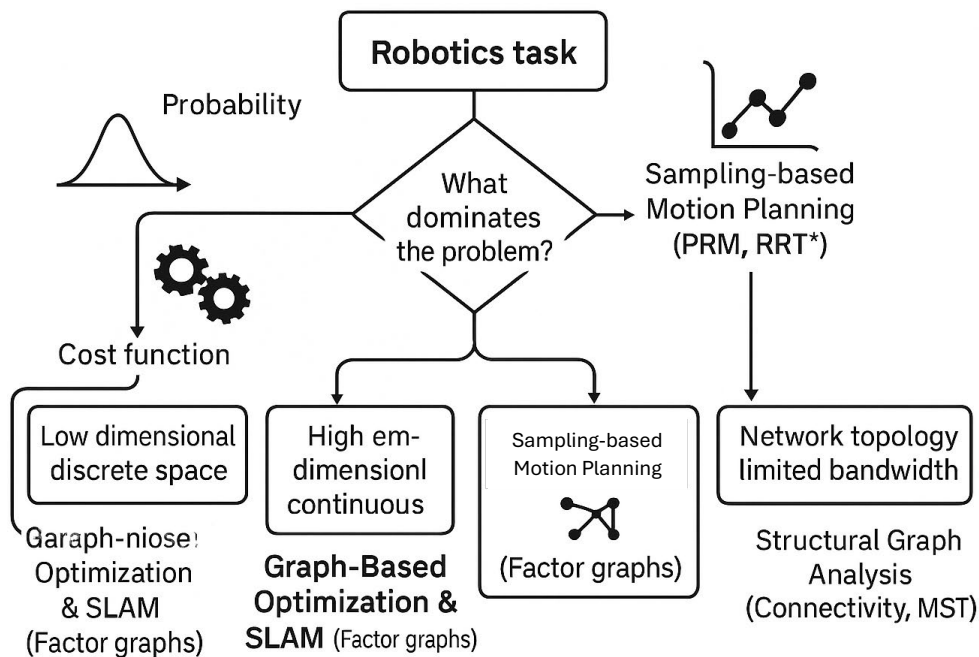 Robotics task
Probability
What
dominates
the problem?
Sampling-based
Motion Planning
(PRM, RRT*)
Cost function
Low dimensional
discrete space
High em-
dimensionl
continuous
Sampling-based
Motion Planning
(Factor graphs)
Network topology
limited bandwidth
Optimization
& SLAM
(Factor graphs)
Graph-Based
Optimization &
SLAM (Factor graphs)
Structural Graph
Analysis
(Connectivity, MST)